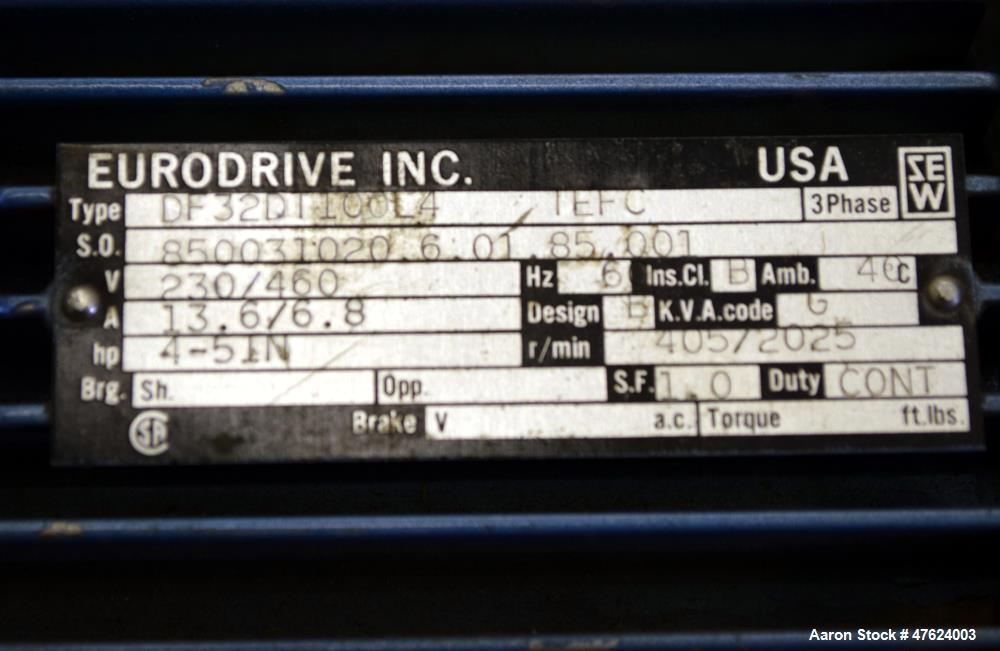 EURODRIVE INC. USA SEW
Type DF32DT100L4 TEFC 3Phase
S.O. 850031020.6.01.85.001
V 230/460 Hz 6 Ins.Cl. B Amb. 40C
A 13.6/6.8 Design B K.V.A.code G
hp 4-5IN r/min 405/2025
Brg. Sh. Opp. S.F. 1.0 Duty CONT
Brake V a.c. Torque ft.lbs.
Aaron Stock # 47624003